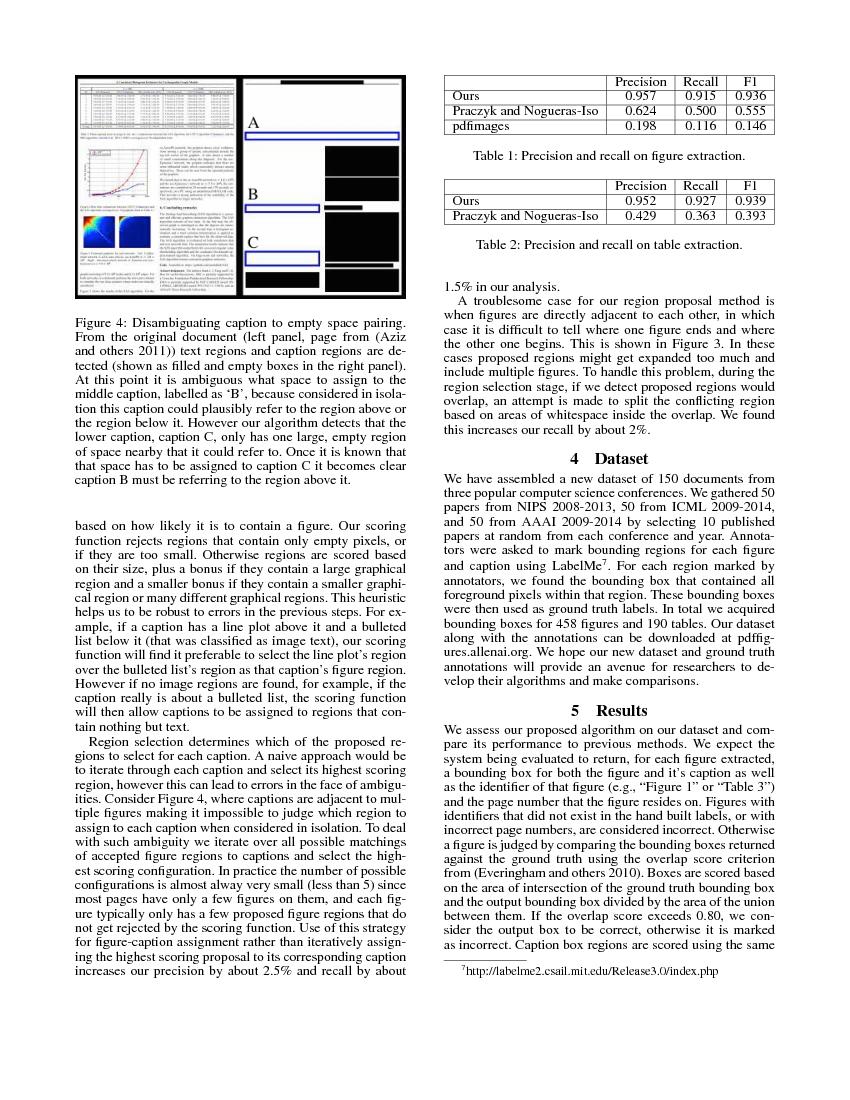 A
B
C
Figure 4: Disambiguating caption to empty space pairing.
From the original document (left panel, page from (Aziz
and others 2011)) text regions and caption regions are de-
tected (shown as filled and empty boxes in the right panel).
At this point it is ambiguous what space to assign to the
middle caption, labelled as ‘B’, because considered in isola-
tion this caption could plausibly refer to the region above or
the region below it. However our algorithm detects that the
lower caption, caption C, only has one large, empty region
of space nearby that it could refer to. Once it is known that
that space has to be assigned to caption C it becomes clear
caption B must be referring to the region above it.
based on how likely it is to contain a figure. Our scoring
function rejects regions that contain only empty pixels, or
if they are too small. Otherwise regions are scored based
on their size, plus a bonus if they contain a large graphical
region and a smaller bonus if they contain a smaller graphi-
cal region or many different graphical regions. This heuristic
helps us to be robust to errors in the previous steps. For ex-
ample, if a caption has a line plot above it and a bulleted
list below it (that was classified as image text), our scoring
function will find it preferable to select the line plot's region
over the bulleted list's region as that caption's figure region.
However if no image regions are found, for example, if the
caption really is about a bulleted list, the scoring function
will then allow captions to be assigned to regions that con-
tain nothing but text.
Region selection determines which of the proposed re-
gions to select for each caption. A naive approach would be
to iterate through each caption and select its highest scoring
region, however this can lead to errors in the face of ambigu-
ities. Consider Figure 4, where captions are adjacent to mul-
tiple figures making it impossible to judge which region to
assign to each caption when considered in isolation. To deal
with such ambiguity we iterate over all possible matchings
of accepted figure regions to captions and select the high-
est scoring configuration. In practice the number of possible
configurations is almost alway very small (less than 5) since
most pages have only a few figures on them, and each fig-
ure typically only has a few proposed figure regions that do
not get rejected by the scoring function. Use of this strategy
for figure-caption assignment rather than iteratively assign-
ing the highest scoring proposal to its corresponding caption
increases our precision by about 2.5% and recall by about
Precision Recall F1
Ours 0.957 0.915 0.936
Praczyk and Nogueras-Iso 0.624 0.500 0.555
pdfimages 0.198 0.116 0.146
Table 1: Precision and recall on figure extraction.
Precision Recall F1
Ours 0.952 0.927 0.939
Praczyk and Nogueras-Iso 0.429 0.363 0.393
Table 2: Precision and recall on table extraction.
1.5% in our analysis.
A troublesome case for our region proposal method is
when figures are directly adjacent to each other, in which
case it is difficult to tell where one figure ends and where
the other one begins. This is shown in Figure 3. In these
cases proposed regions might get expanded too much and
include multiple figures. To handle this problem, during the
region selection stage, if we detect proposed regions would
overlap, an attempt is made to split the conflicting region
based on areas of whitespace inside the overlap. We found
this increases our recall by about 2%.
4 Dataset
We have assembled a new dataset of 150 documents from
three popular computer science conferences. We gathered 50
papers from NIPS 2008-2013, 50 from ICML 2009-2014,
and 50 from AAAI 2009-2014 by selecting 10 published
papers at random from each conference and year. Annota-
tors were asked to mark bounding regions for each figure
and caption using LabelMe7. For each region marked by
annotators, we found the bounding box that contained all
foreground pixels within that region. These bounding boxes
were then used as ground truth labels. In total we acquired
bounding boxes for 458 figures and 190 tables. Our dataset
along with the annotations can be downloaded at pdffig-
ures.allenai.org. We hope our new dataset and ground truth
annotations will provide an avenue for researchers to de-
velop their algorithms and make comparisons.
5 Results
We assess our proposed algorithm on our dataset and com-
pare its performance to previous methods. We expect the
system being evaluated to return, for each figure extracted,
a bounding box for both the figure and it's caption as well
as the identifier of that figure (e.g., “Figure 1” or “Table 3”)
and the page number that the figure resides on. Figures with
identifiers that did not exist in the hand built labels, or with
incorrect page numbers, are considered incorrect. Otherwise
a figure is judged by comparing the bounding boxes returned
against the ground truth using the overlap score criterion
from (Everingham and others 2010). Boxes are scored based
on the area of intersection of the ground truth bounding box
and the output bounding box divided by the area of the union
between them. If the overlap score exceeds 0.80, we con-
sider the output box to be correct, otherwise it is marked
as incorrect. Caption box regions are scored using the same
7http://labelme2.csail.mit.edu/Release3.0/index.php